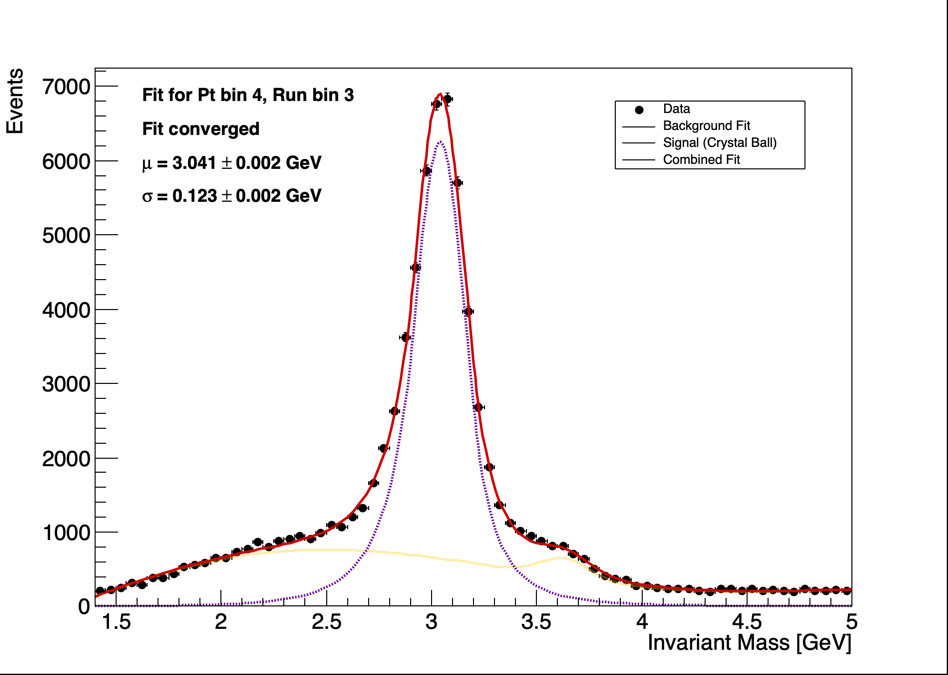 Events
7000
6000
5000
4000
3000
2000
1000
0
Fit for Pt bin 4, Run bin 3
Fit converged
μ = 3.041 ± 0.002 GeV
σ = 0.123 ± 0.002 GeV
Data
Background Fit
Signal (Crystal Ball)
Combined Fit
1.5 2 2.5 3 3.5 4 4.5 5
Invariant Mass [GeV]